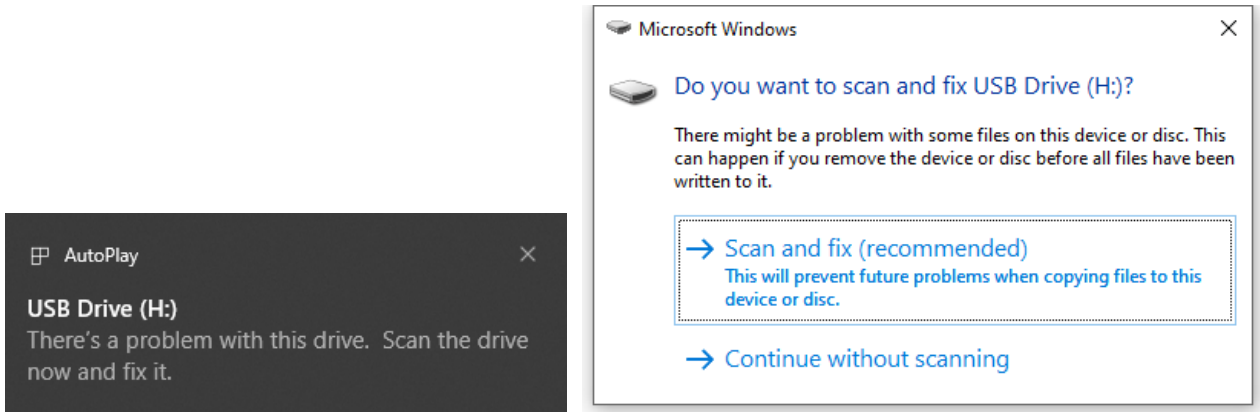 AutoPlay
USB Drive (H:)
There's a problem with this drive. Scan the drive
now and fix it.
Microsoft Windows
Do you want to scan and fix USB Drive (H:)?
There might be a problem with some files on this device or disc. This
can happen if you remove the device or disc before all files have been
written to it.
Scan and fix (recommended)
This will prevent future problems when copying files to this
device or disc.
Continue without scanning